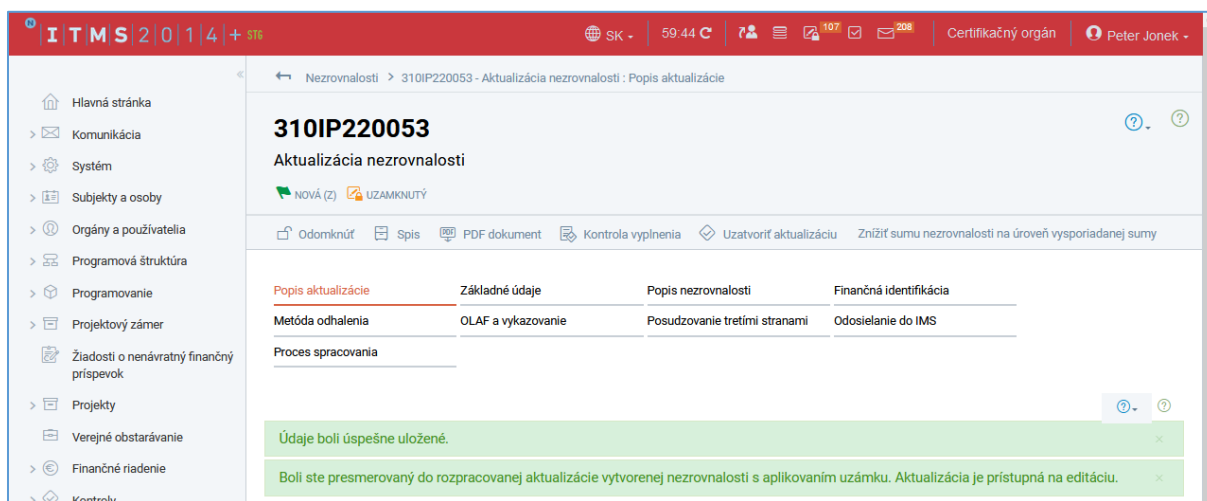 ITMS2014+ STG SK 59:44 107 208 Certifikačný orgán Peter Jonek
Nezrovnalosti > 310IP220053 - Aktualizácia nezrovnalosti : Popis aktualizácie
Hlavná stránka
Komunikácia
Systém
Subjekty a osoby
Orgány a používatelia
Programová štruktúra
Programovanie
Projektový zámer
Žiadosti o nenávratný finančný
príspevok
Projekty
Verejné obstarávanie
Finančné riadenie
Kontroly
310IP220053
Aktualizácia nezrovnalosti
NOVÁ (Z) UZAMKNUTÝ
Odomknúť Spis PDF dokument Kontrola vyplnenia Uzatvoriť aktualizáciu Znížiť sumu nezrovnalosti na úroveň vysporiadanej sumy
Popis aktualizácie Základné údaje Popis nezrovnalosti Finančná identifikácia
Metóda odhalenia OLAF a vykazovanie Posudzovanie tretími stranami Odosielanie do IMS
Proces spracovania
Údaje boli úspešne uložené.
Boli ste presmerovaný do rozpracovanej aktualizácie vytvorenej nezrovnalosti s aplikovaním uzámku. Aktualizácia je prístupná na editáciu.